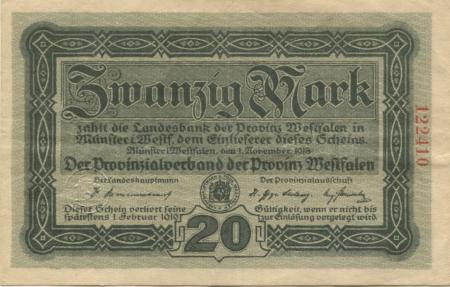 Zwanzig Mark
zahlt die Landesbank der Provinz Westfalen in
Münster i. Westf. dem Einlieferer dieses Scheins.
Münster i. Westfalen, den 1. November 1918
Der Provinzialverband der Provinz Westfalen
Der Landeshauptmann Der Provinzialausschuß
Dieser Schein verliert seine Gültigkeit, wenn er nicht bis
spätestens 1. Februar 1919 zur Einlösung vorgelegt wird.
20
122410